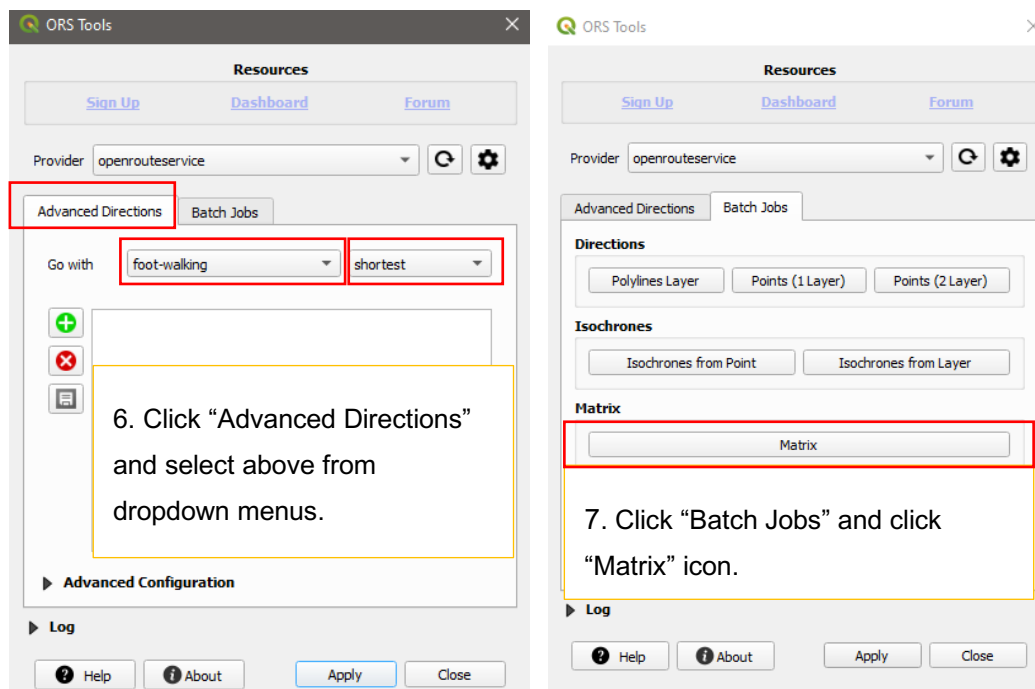 ORS Tools
Resources
Sign Up Dashboard Forum
Provider openrouteservice
Advanced Directions Batch Jobs
Go with foot-walking shortest
6. Click “Advanced Directions”
and select above from
dropdown menus.
Advanced Configuration
Log
Help About Apply Close
ORS Tools
Resources
Sign Up Dashboard Forum
Provider openrouteservice
Advanced Directions Batch Jobs
Directions
Polylines Layer Points (1 Layer) Points (2 Layer)
Isochrones
Isochrones from Point Isochrones from Layer
Matrix
Matrix
7. Click “Batch Jobs” and click
“Matrix” icon.
Log
Help About Apply Close